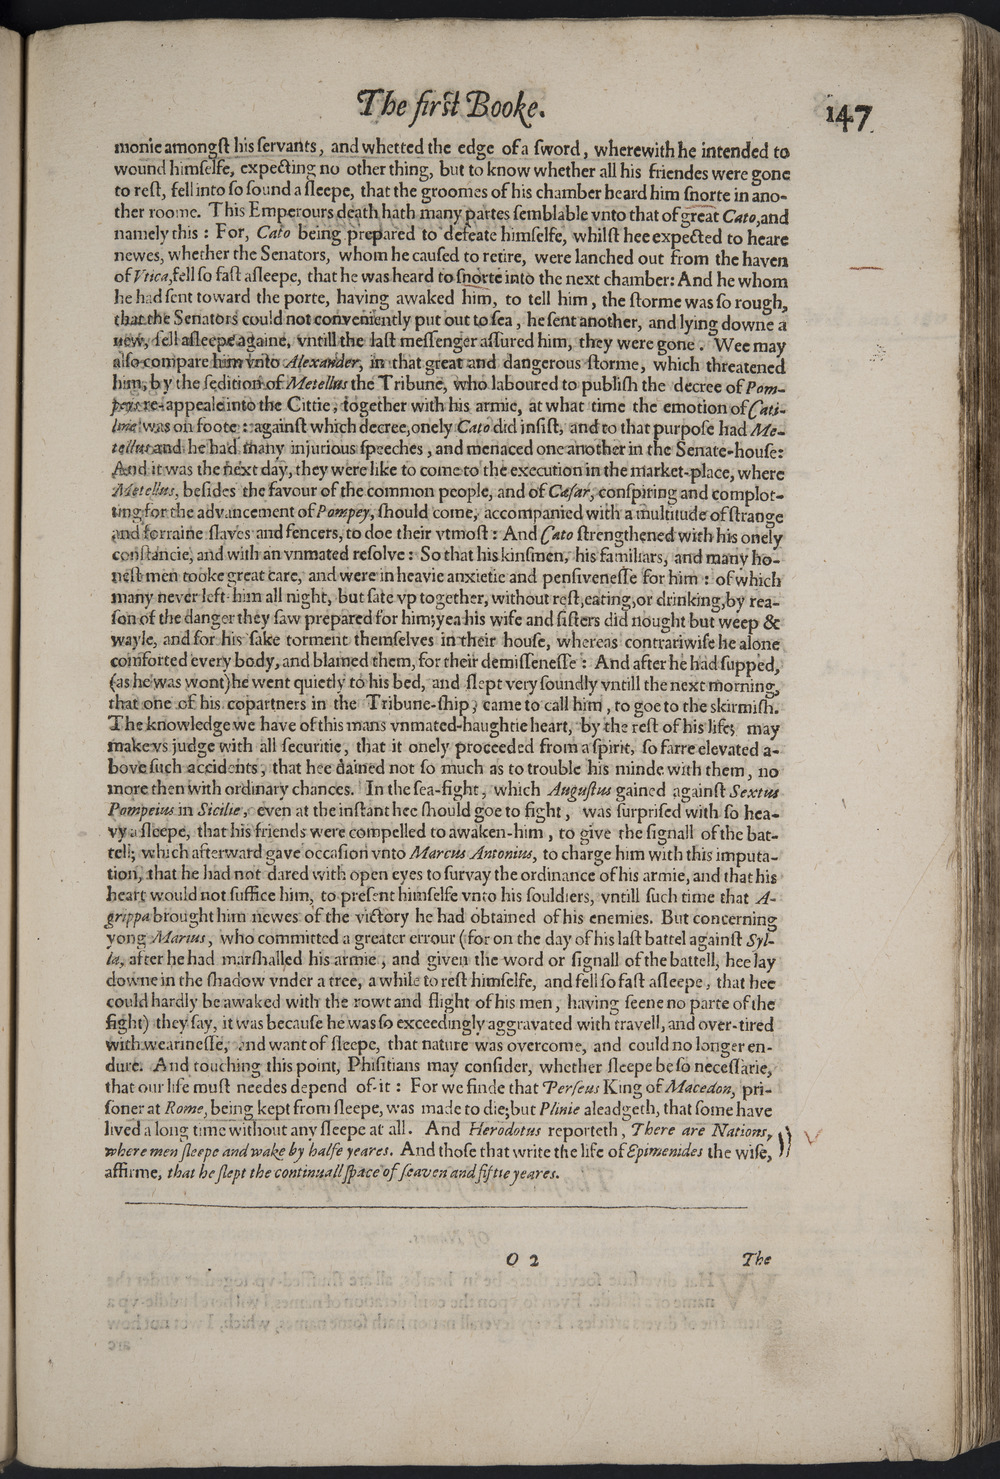 The firſt Booke.
147
monie amongſt his ſervants, and whetted the edge of a ſword, wherewith he intended to
wound himſelfe, expecting no other thing, but to know whether all his friendes were gone
to reſt, fell into ſo ſound a ſleepe, that the groomes of his chamber heard him ſnorte in ano-
ther roome. This Emperours death hath many partes ſemblable vnto that of great Cato, and
namely this : For, Cato being prepared to defeate himſelfe, whilſt hee expected to heare
newes, whether the Senators, whom he cauſed to retire, were lanched out from the haven
of Vtica, fell ſo faſt aſleepe, that he was heard to ſnorte into the next chamber: And he whom
he had ſent toward the porte, having awaked him, to tell him, the ſtorme was ſo rough,
that the Senators could not conveniently put out to ſea, he ſent another, and lying downe a
new, fell aſleepe againe, vntill the laſt meſſenger aſſured him, they were gone. Wee may
alſo compare him vnto Alexander, in that great and dangerous ſtorme, which threatened
him, by the ſedition of Metellus the Tribune, who laboured to publiſh the decree of Pom-
peys re-appeale into the Cittie, together with his armie, at what time the emotion of Cati-
line was on foote : againſt which decree, onely Cato did inſiſt, and to that purpoſe had Me-
tellus and he had many injurious ſpeeches, and menaced one another in the Senate-houſe:
And it was the next day, they were like to come to the execution in the market-place, where
Metellus, beſides the favour of the common people, and of Cæſar, conſpiring and complot-
ting for the advancement of Pompey, ſhould come, accompanied with a multitude of ſtrange
and forraine ſlaves and fencers, to doe their vtmoſt : And Cato ſtrengthened with his onely
conſtancie, and with an vnmated reſolve : So that his kinſmen, his familiars, and many ho-
neſt men tooke great care, and were in heavie anxietie and penſiveneſſe for him : of which
many never left him all night, but ſate vp together, without reſt, eating, or drinking, by rea-
ſon of the danger they ſaw prepared for him; yea his wife and ſiſters did nought but weep &
wayle, and for his ſake torment themſelves in their houſe, whereas contrariwiſe he alone
comforted every body, and blamed them, for their demiſſeneſſe : And after he had ſupped,
(as he was wont) he went quietly to his bed, and ſlept very ſoundly vntill the next morning,
that one of his copartners in the Tribune-ſhip, came to call him, to goe to the skirmiſh.
The knowledge we have of this mans vnmated-haughtie heart, by the reſt of his life, may
make vs judge with all ſecuritie, that it onely proceeded from a ſpirit, ſo farre elevated a-
bove ſuch accidents, that hee dained not ſo much as to trouble his minde with them, no
more then with ordinary chances. In the ſea-fight, which Auguſtus gained againſt Sextus
Pompeius in Sicilie, even at the inſtant hee ſhould goe to fight, was ſurpriſed with ſo hea-
vy a ſleepe, that his friends were compelled to awaken-him, to give the ſignall of the bat-
tell; which afterward gave occaſion vnto Marcus Antonius, to charge him with this imputa-
tion, that he had not dared with open eyes to ſurvay the ordinance of his armie, and that his
heart would not ſuffice him, to preſent himſelfe vnto his ſouldiers, vntill ſuch time that A-
grippa brought him newes of the victory he had obtained of his enemies. But concerning
yong Marius, who committed a greater errour (for on the day of his laſt battel againſt Syl-
la, after he had marſhalled his armie, and given the word or ſignall of the battell, hee lay
downe in the ſhadow vnder a tree, a while to reſt himſelfe, and fell ſo faſt aſleepe, that hee
could hardly be awaked with the rowt and flight of his men, having ſeene no parte of the
fight) they ſay, it was becauſe he was ſo exceedingly aggravated with travell, and over-tired
with wearineſſe, and want of ſleepe, that nature was overcome, and could no longer en-
dure. And touching this point, Phiſitians may conſider, whether ſleepe be ſo neceſſarie,
that our life muſt needes depend of it : For we finde that Perſeus King of Macedon, pri-
ſoner at Rome, being kept from ſleepe, was made to die; but Plinie aleadgeth, that ſome have
lived a long time without any ſleepe at all. And Herodotus reporteth, There are Nations,
where men ſleepe and wake by halfe yeares. And thoſe that write the life of Epimenides the wiſe,
affirme, that he ſlept the continuall ſpace of ſeaven and fiftie yeares.
O 2
The